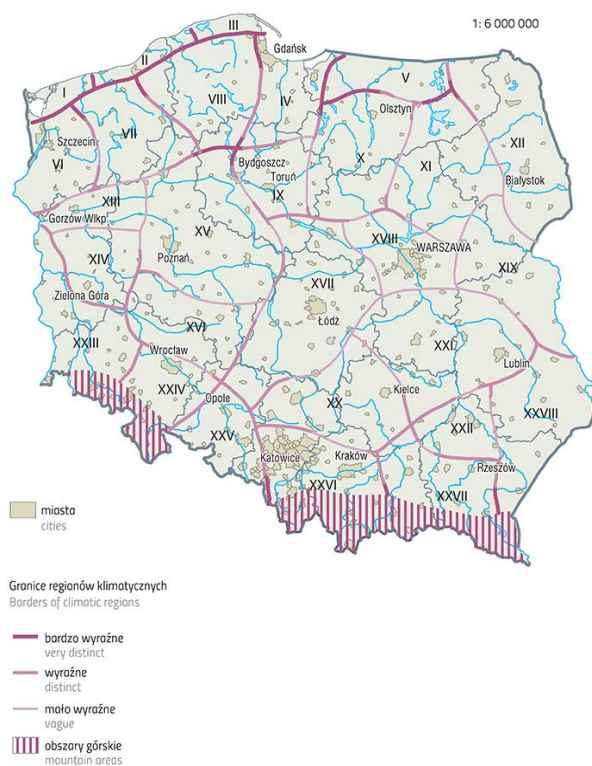 1: 6 000 000
III
Gdańsk
II
I
V
VIII
IV
Olsztyn
VII
Szczecin
XII
VI
Bydgoszcz
X
XI
Toruń
Białystok
IX
XIII
Gorzów Wlkp.
XV
XVIII
WARSZAWA
Poznań
XIV
XIX
Zielona Góra
XVII
Łódź
XVI
XXIII
Wrocław
XXI
Lublin
XXIV
Kielce
Opole
XX
XXVIII
XXII
XXV
Katowice
Kraków
Rzeszów
XXVI
XXVII
miasta
cities
Granice regionów klimatycznych
Borders of climatic regions
bardzo wyraźne
very distinct
wyraźne
distinct
mało wyraźne
vague
obszary górskie
mountain areas